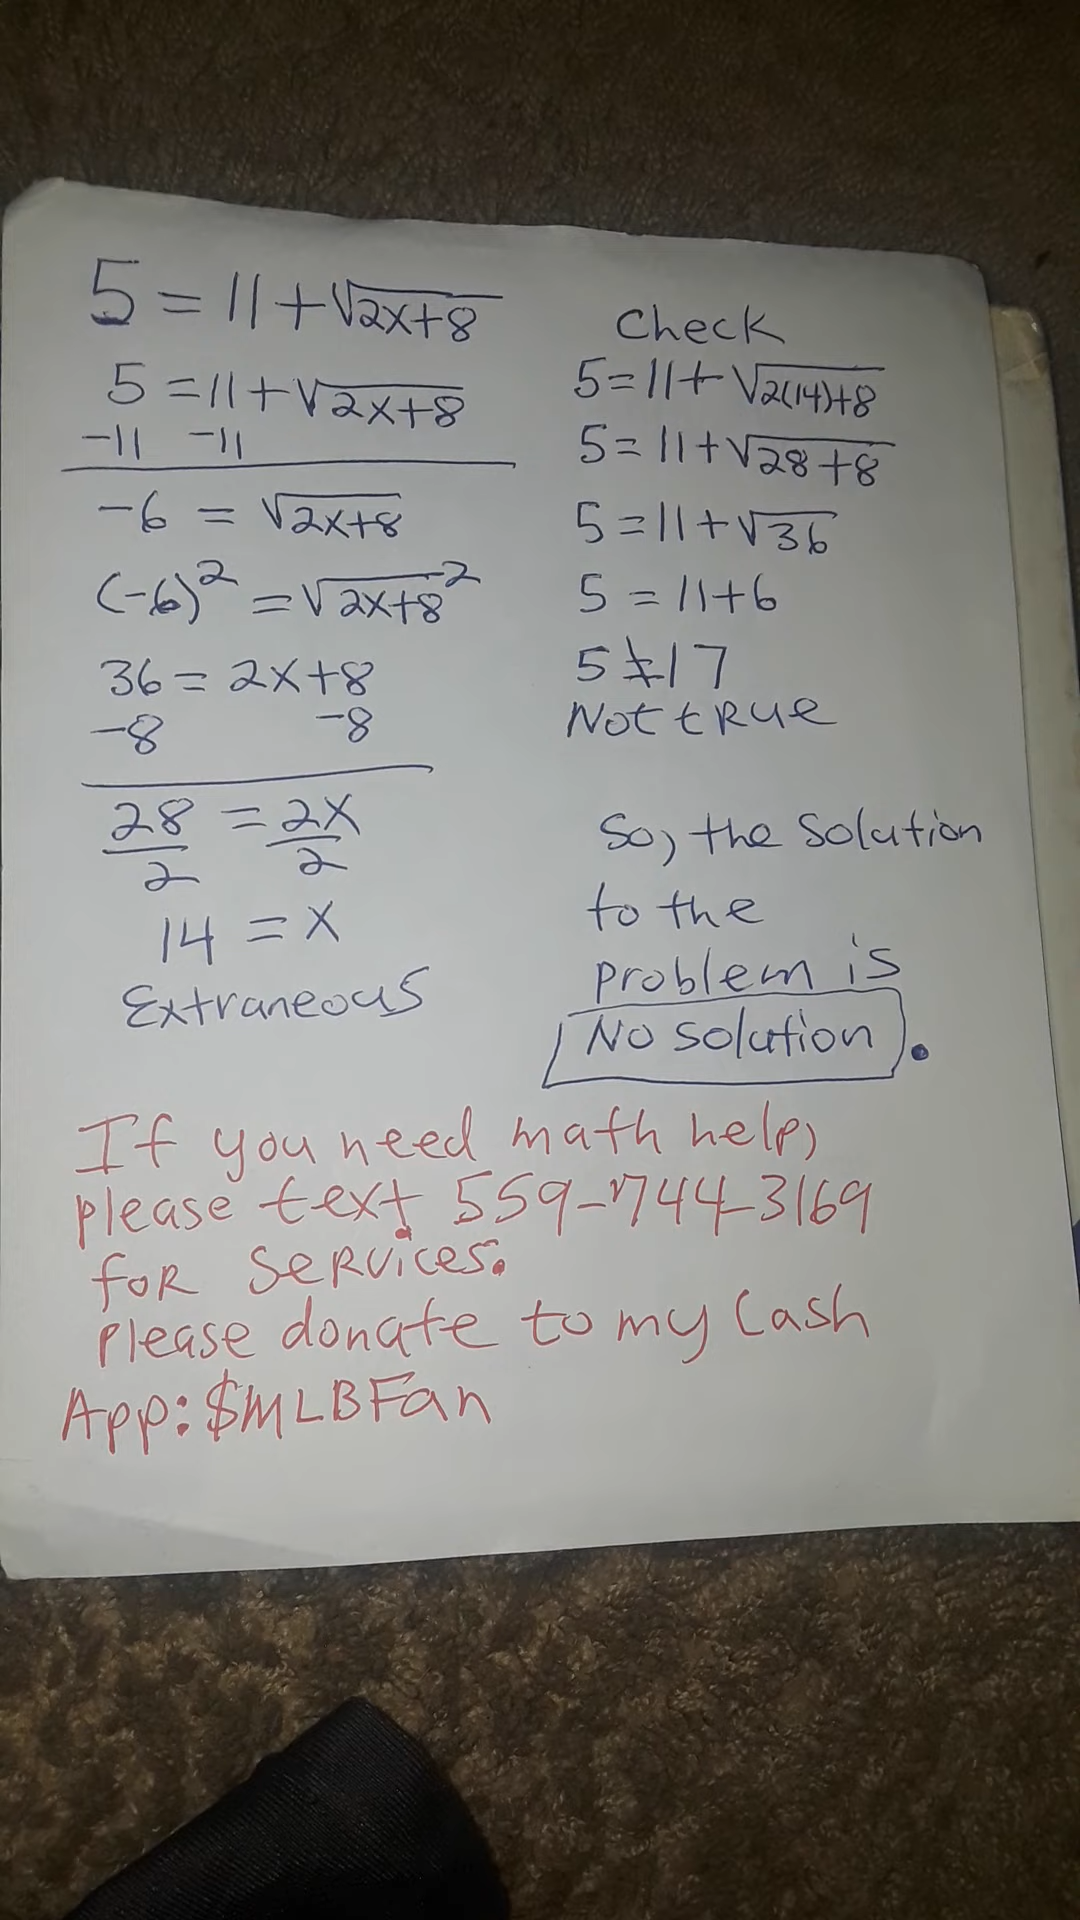 5 = 11 + √2x+8
5 = 11 + √2x+8
-11 -11
-6 = √2x+8
(-6)² = √2x+8²
36 = 2x+8
-8 -8
28 = 2x
2 2
14 = x
Extraneous
Check
5 = 11 + √2(14)+8
5 = 11 + √28+8
5 = 11 + √36
5 = 11+6
5 ≠ 17
Not true
So, the solution
to the
problem is
No solution.
If you need math help,
please text 559-744-3169
for services.
please donate to my Cash
App: $MLBFan